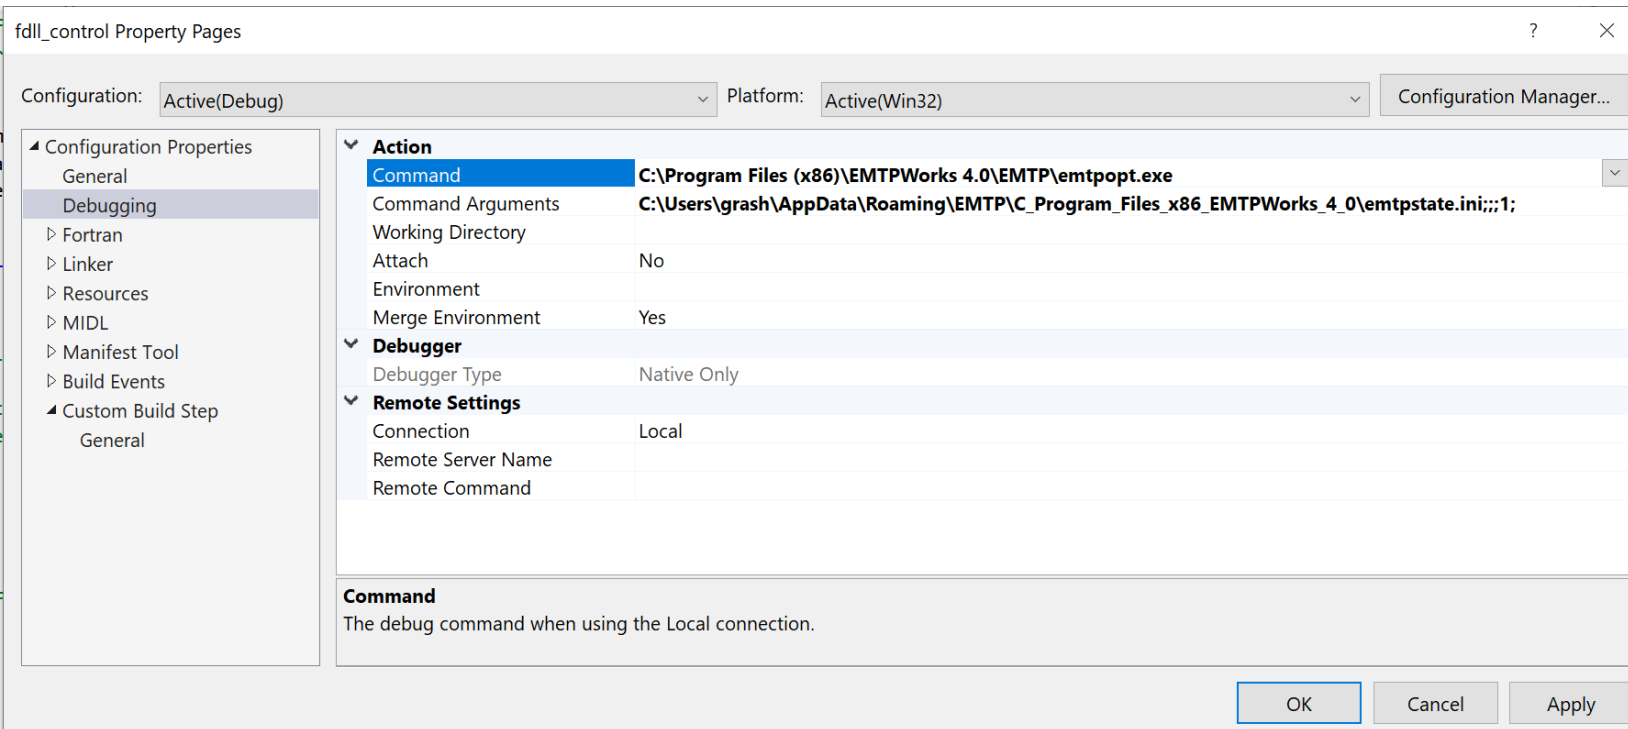 fdll_control Property Pages
?
Configuration: Active(Debug) Platform: Active(Win32) Configuration Manager...
Configuration Properties
General
Debugging
Fortran
Linker
Resources
MIDL
Manifest Tool
Build Events
Custom Build Step
General
Action
Command C:\Program Files (x86)\EMTPWorks 4.0\EMTP\emtpopt.exe
Command Arguments C:\Users\grash\AppData\Roaming\EMTP\C_Program_Files_x86_EMTPWorks_4_0\emtpstate.ini;;;1;
Working Directory
Attach No
Environment
Merge Environment Yes
Debugger
Debugger Type Native Only
Remote Settings
Connection Local
Remote Server Name
Remote Command
Command
The debug command when using the Local connection.
OK Cancel Apply